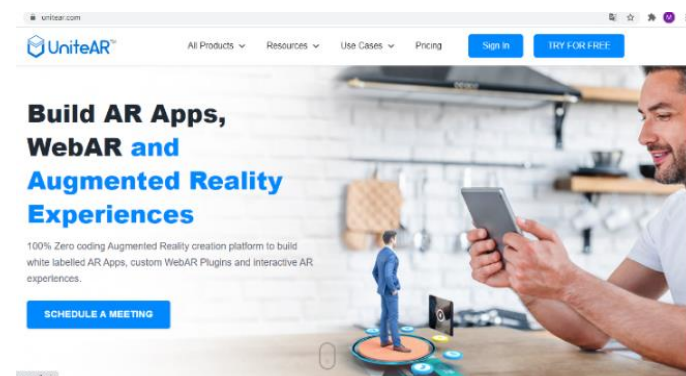 unitear.com
UniteAR™
All Products
Resources
Use Cases
Pricing
Sign In
TRY FOR FREE
Build AR Apps,
WebAR and
Augmented Reality
Experiences
100% Zero coding Augmented Reality creation platform to build
white labelled AR Apps, custom WebAR Plugins and interactive AR
experiences.
SCHEDULE A MEETING